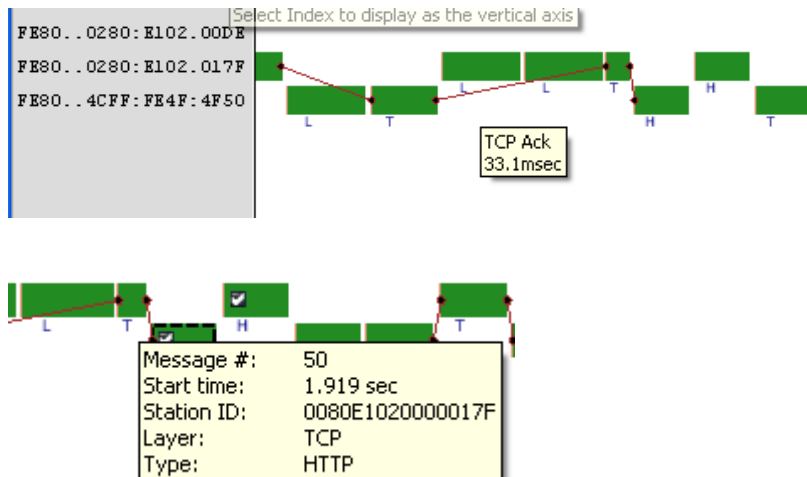 Select Index to display as the vertical axis
FE80..0280:E102.00DE
FE80..0280:E102.017F
FE80..4CFF:FE4F:4F50
L L T H
L T H T
TCP Ack
33.1msec
L T H T
Message #: 50
Start time: 1.919 sec
Station ID: 0080E1020000017F
Layer: TCP
Type: HTTP